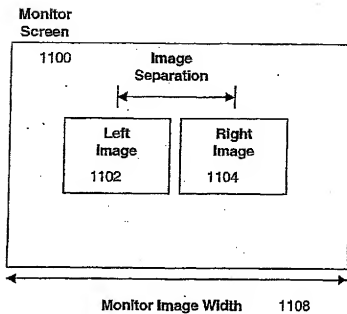 Monitor
Screen
1100
Image
Separation
Left
Image
1102
Right
Image
1104
Monitor Image Width 1108